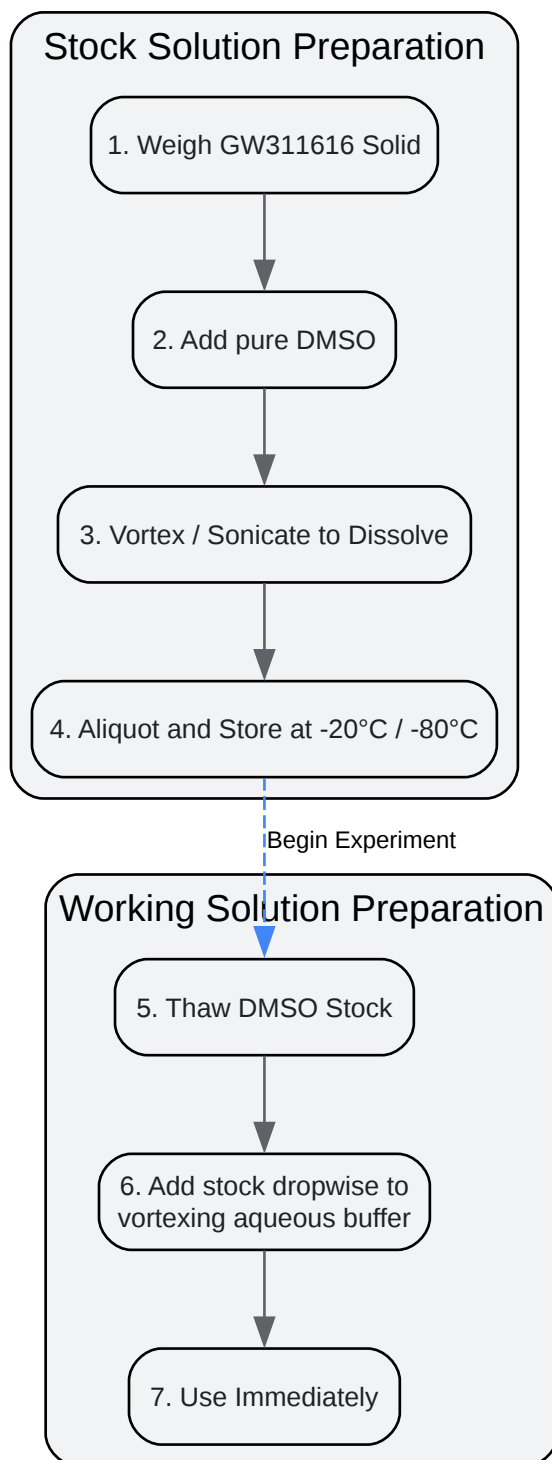 Stock Solution Preparation
1. Weigh GW311616 Solid
2. Add pure DMSO
3. Vortex / Sonicate to Dissolve
4. Aliquot and Store at -20°C / -80°C
Begin Experiment
Working Solution Preparation
5. Thaw DMSO Stock
6. Add stock dropwise to
vortexing aqueous buffer
7. Use Immediately